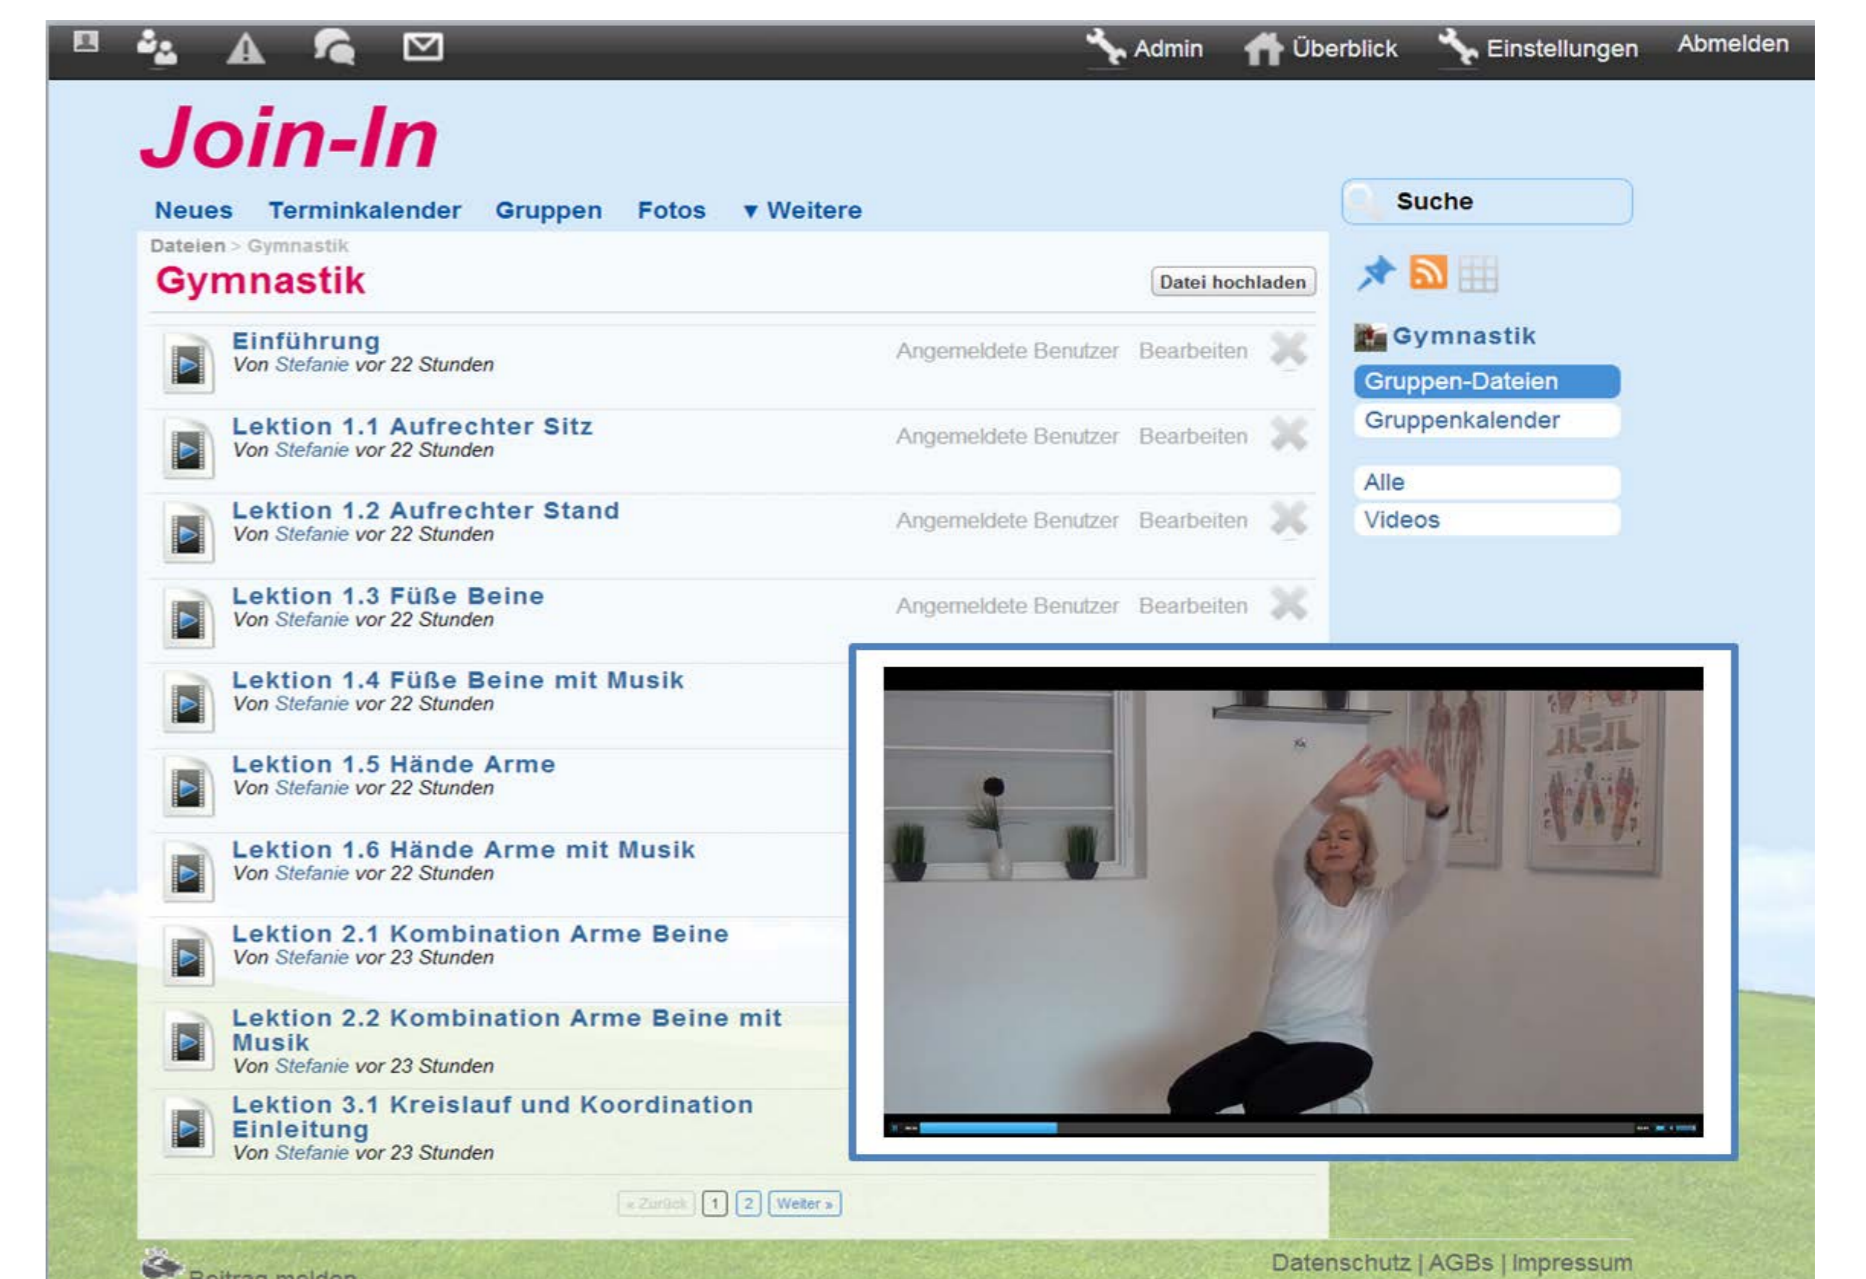 Admin
Überblick
Einstellungen
Abmelden
Join-In
Neues
Terminkalender
Gruppen
Fotos
▾ Weitere
Suche
Dateien > Gymnastik
Gymnastik
Datei hochladen
Einführung
Von Stefanie vor 22 Stunden
Angemeldete Benutzer Bearbeiten
Lektion 1.1 Aufrechter Sitz
Von Stefanie vor 22 Stunden
Angemeldete Benutzer Bearbeiten
Lektion 1.2 Aufrechter Stand
Von Stefanie vor 22 Stunden
Angemeldete Benutzer Bearbeiten
Lektion 1.3 Füße Beine
Von Stefanie vor 22 Stunden
Angemeldete Benutzer Bearbeiten
Lektion 1.4 Füße Beine mit Musik
Von Stefanie vor 22 Stunden
Lektion 1.5 Hände Arme
Von Stefanie vor 22 Stunden
Lektion 1.6 Hände Arme mit Musik
Von Stefanie vor 22 Stunden
Lektion 2.1 Kombination Arme Beine
Von Stefanie vor 23 Stunden
Lektion 2.2 Kombination Arme Beine mit
Musik
Von Stefanie vor 23 Stunden
Lektion 3.1 Kreislauf und Koordination
Einleitung
Von Stefanie vor 23 Stunden
« Zurück 1 2 Weiter »
Gymnastik
Gruppen-Dateien
Gruppenkalender
Alle
Videos
Beitrag melden
Datenschutz | AGBs | Impressum